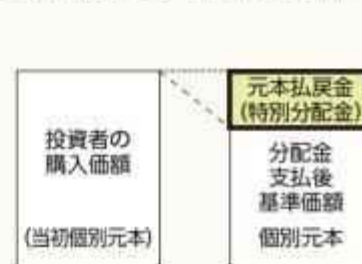 投資者の
購入価額
(当初個別元本)
元本払戻金
(特別分配金)
分配金
支払後
基準価額
個別元本